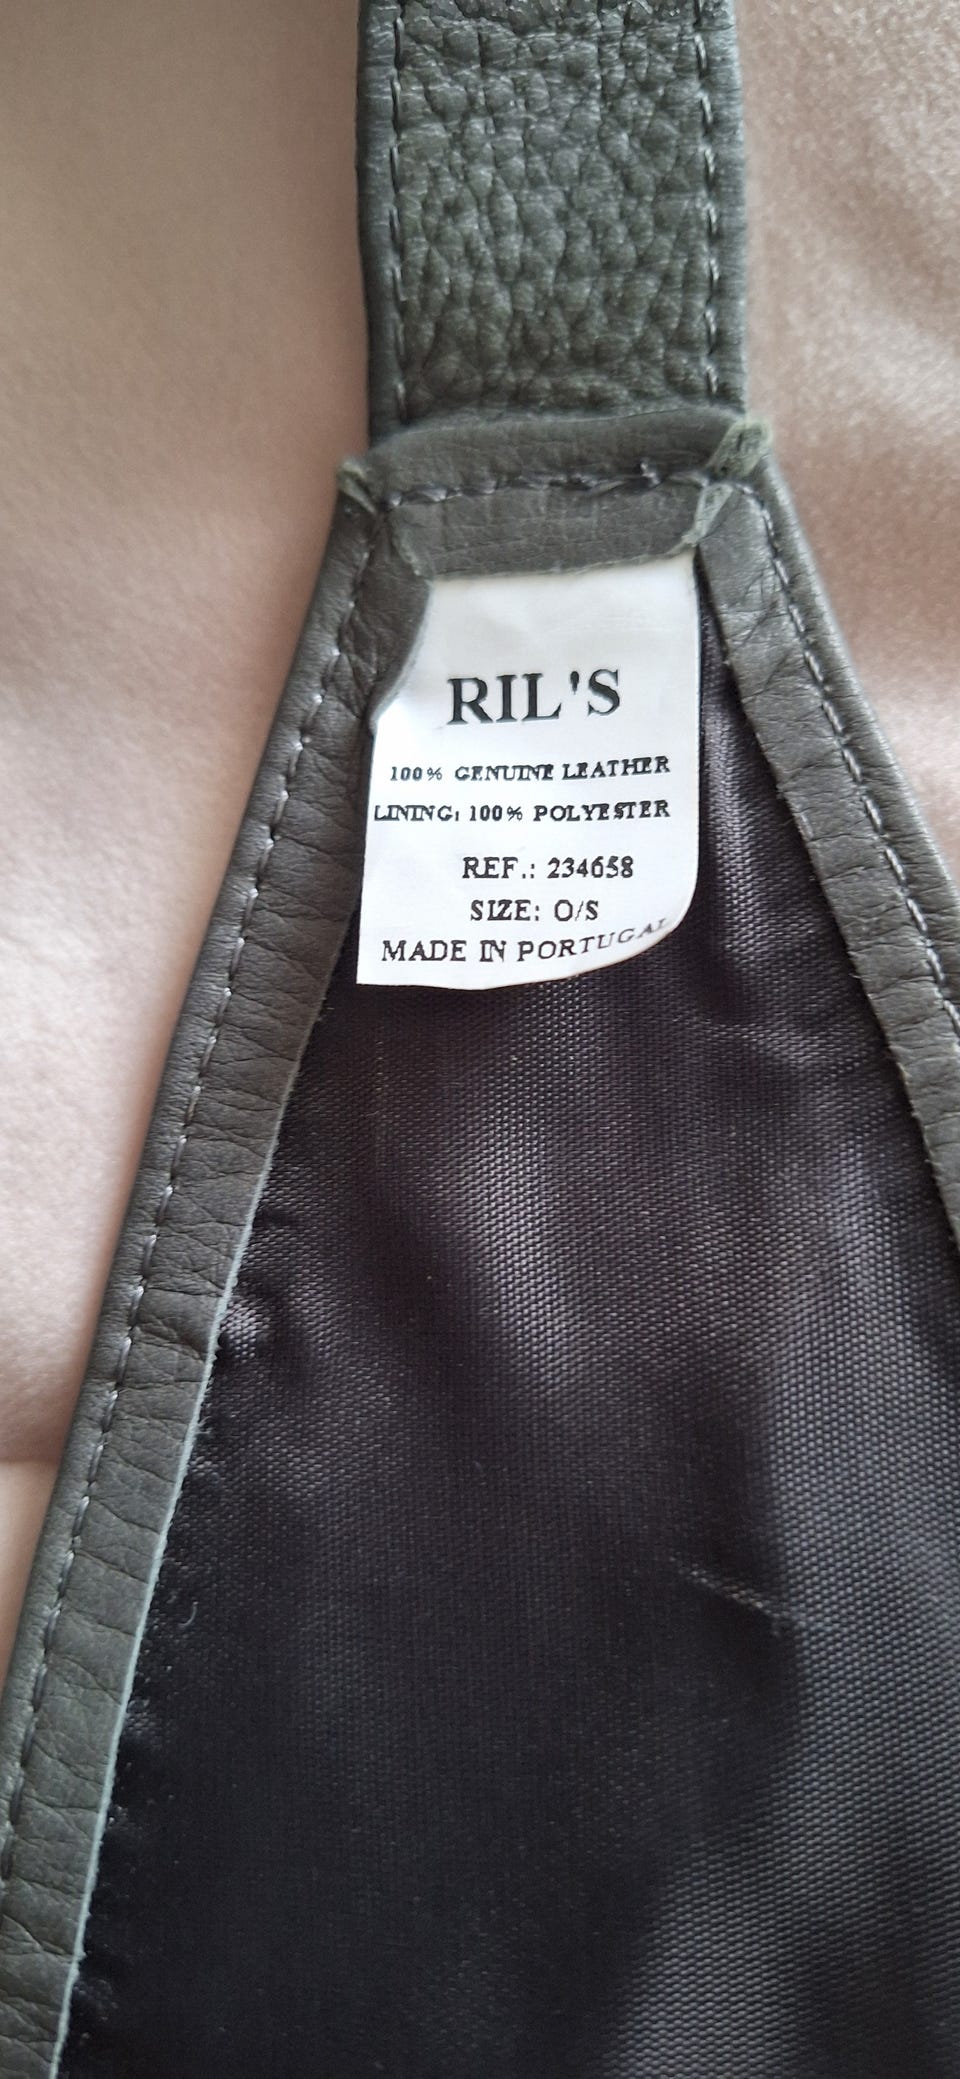 RIL'S
100% GENUINE LEATHER
LINING: 100% POLYESTER
REF.: 234658
SIZE: O/S
MADE IN PORTUGAL